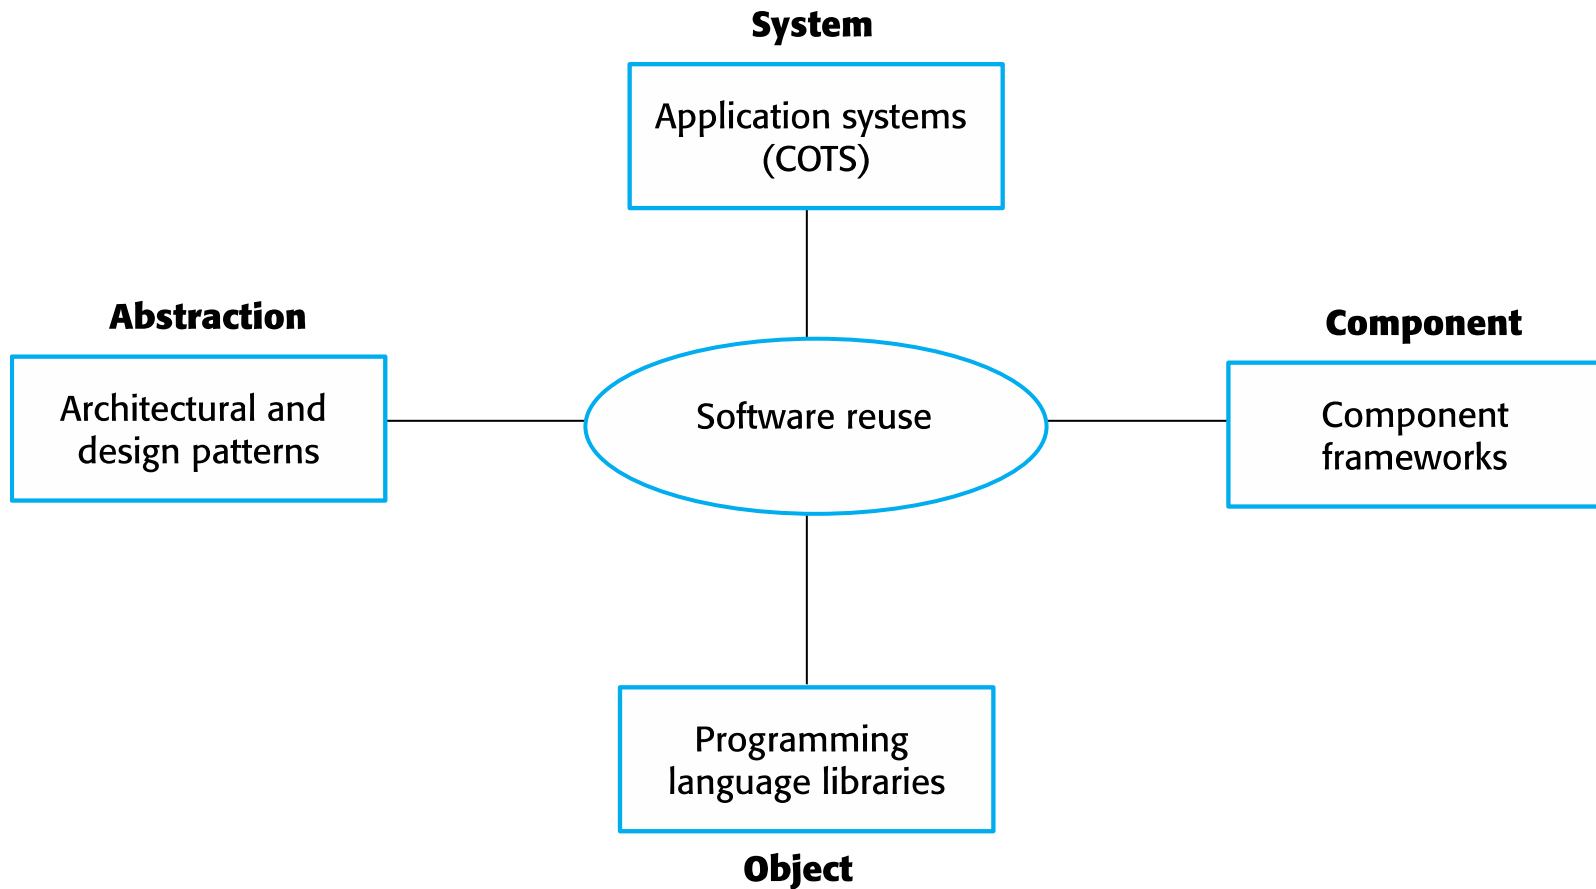 System
Application systems
(COTS)
Abstraction
Architectural and
design patterns
Software reuse
Component
Component
frameworks
Programming
language libraries
Object